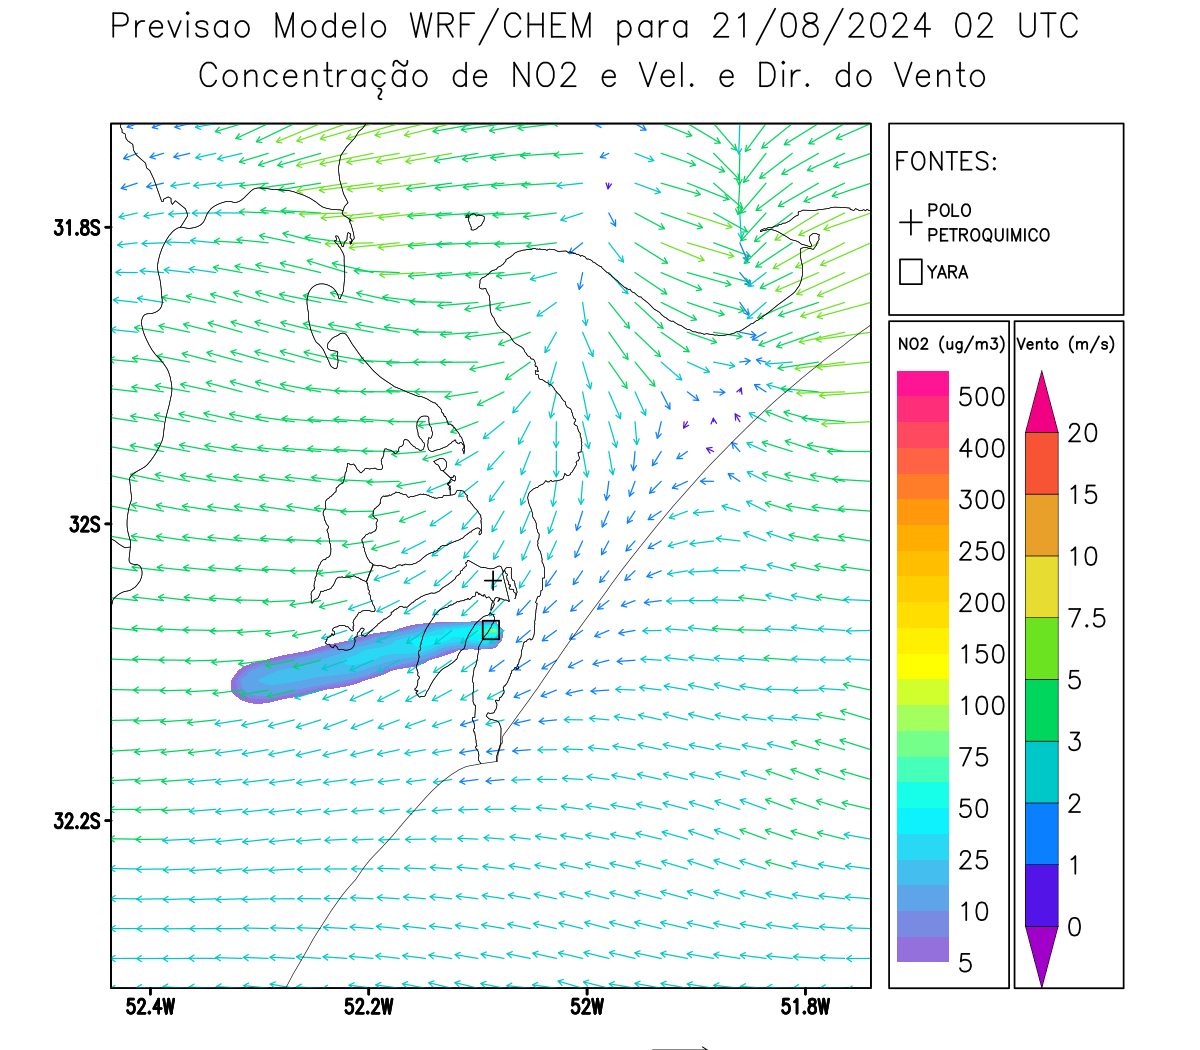 Previsao Modelo WRF/CHEM para 21/08/2024 02 UTC
Concentração de NO2 e Vel. e Dir. do Vento
FONTES:
POLO
PETROQUIMICO
YARA
31.8S
32S
32.2S
52.4W
52.2W
52W
51.8W
NO2 (ug/m3)
500
400
300
250
200
150
100
75
50
25
10
5
Vento (m/s)
20
15
10
7.5
5
3
2
1
0